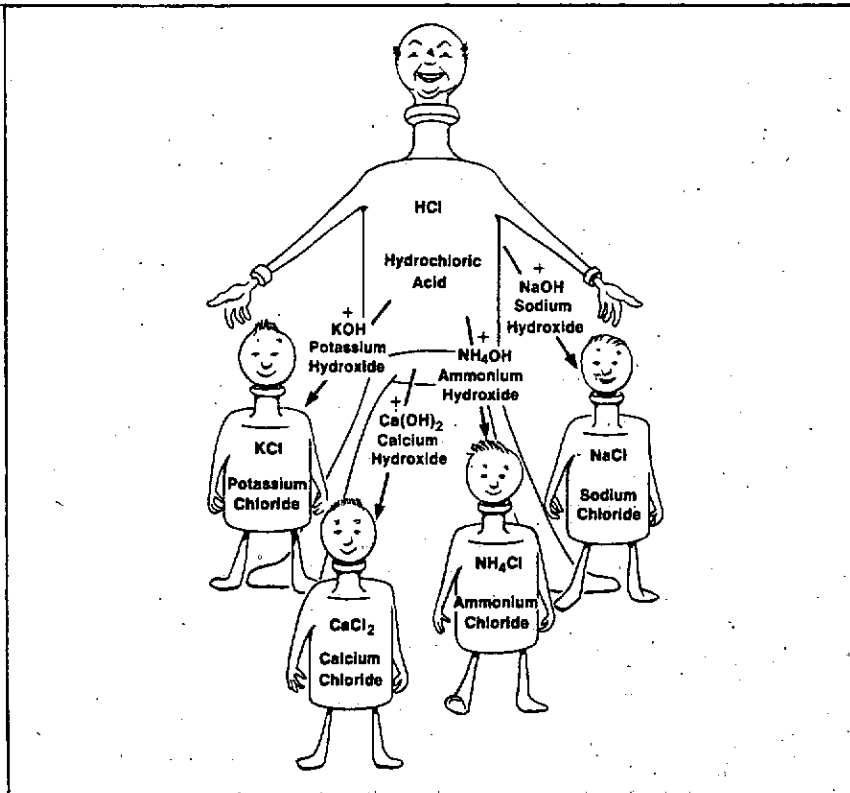 HCl
Hydrochloric
Acid
+
NaOH
Sodium
Hydroxide
+
KOH
Potassium
Hydroxide
+
NH₄OH
Ammonium
Hydroxide
+
Ca(OH)₂
Calcium
Hydroxide
KCl
Potassium
Chloride
NaCl
Sodium
Chloride
NH₄Cl
Ammonium
Chloride
CaCl₂
Calcium
Chloride